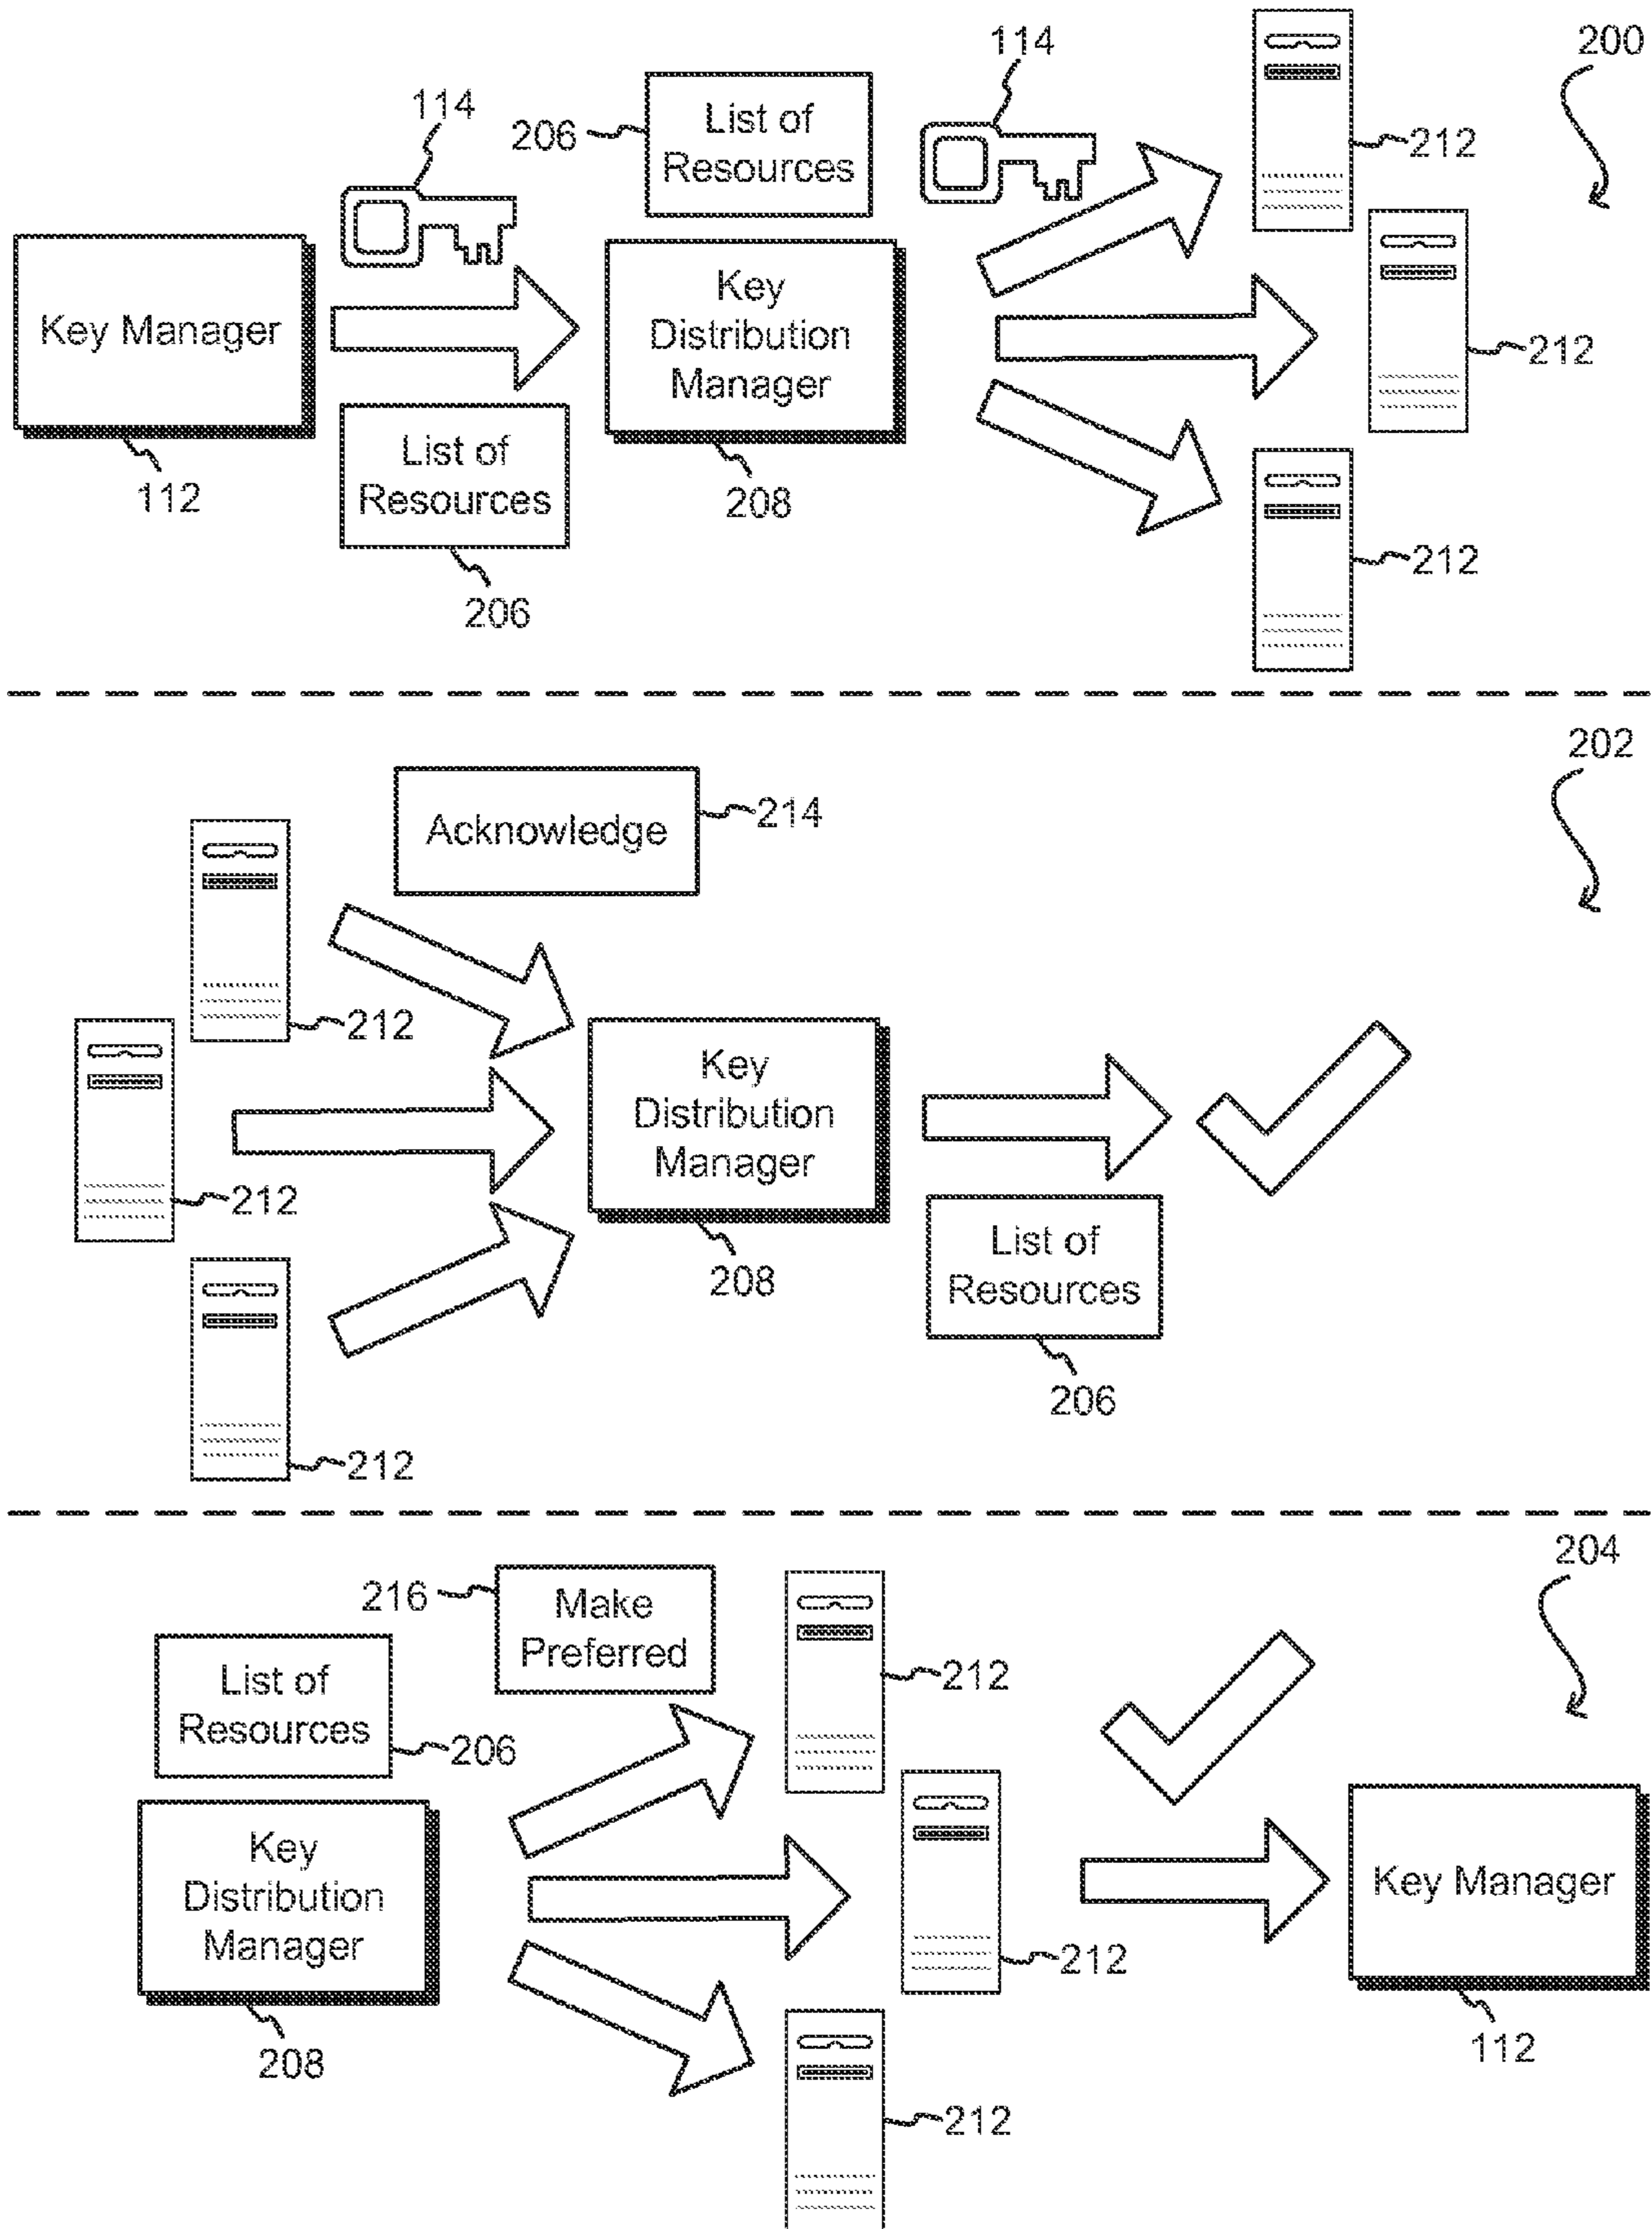 114
200
114
206
List of
Resources
212
Key Manager
Key
Distribution
Manager
212
List of
Resources
112
208
212
206
202
Acknowledge
214
212
Key
Distribution
Manager
212
208
List of
Resources
206
212
204
216
Make
Preferred
List of
Resources
206
212
Key
Distribution
Manager
Key Manager
212
208
112
212